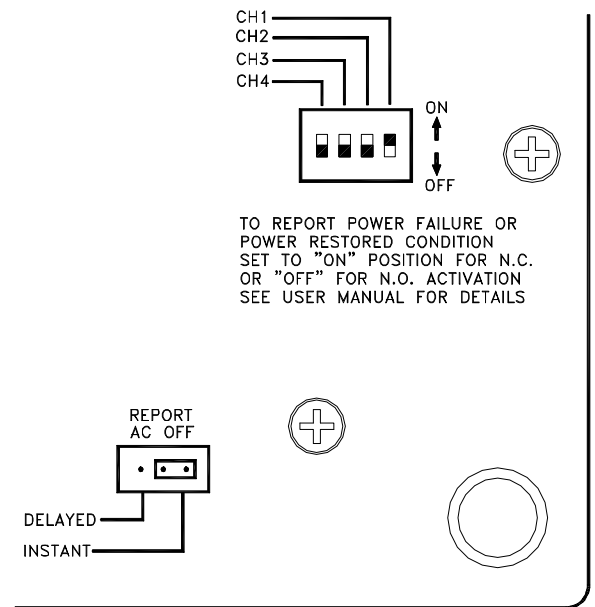 CH1
CH2
CH3
CH4
ON
OFF
TO REPORT POWER FAILURE OR
POWER RESTORED CONDITION
SET TO ”ON” POSITION FOR N.C.
OR ”OFF” FOR N.O. ACTIVATION
SEE USER MANUAL FOR DETAILS
REPORT
AC OFF
DELAYED
INSTANT